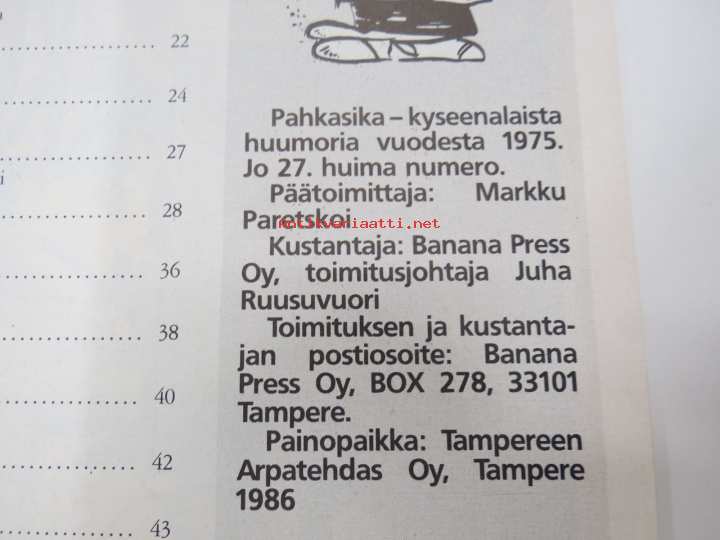 22
24
27
28
36
38
40
42
43
Pahkasika – kyseenalaista
huumoria vuodesta 1975.
Jo 27. huima numero.
Päätoimittaja: Markku
Paretskoi
antikvariaatti.net
Kustantaja: Banana Press
Oy, toimitusjohtaja Juha
Ruusuvuori
Toimituksen ja kustanta-
jan postiosoite: Banana
Press Oy, BOX 278, 33101
Tampere.
Painopaikka: Tampereen
Arpatehdas Oy, Tampere
1986